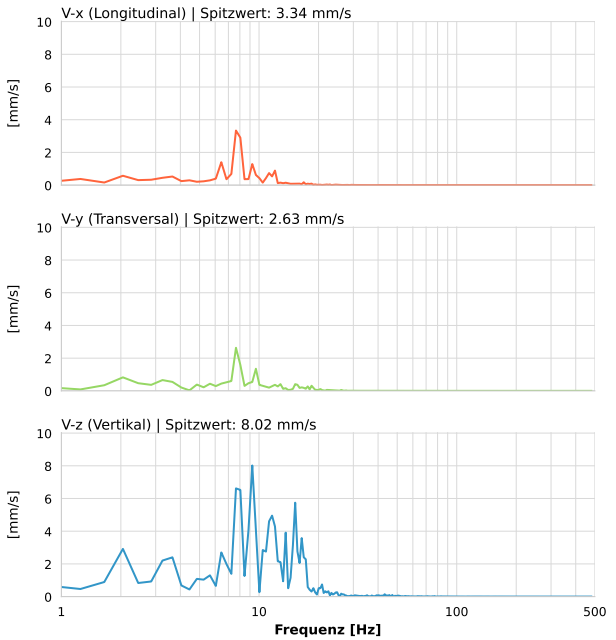 V-x (Longitudinal) | Spitzwert: 3.34 mm/s
10
8
6
4
2
0
[mm/s]
V-y (Transversal) | Spitzwert: 2.63 mm/s
10
8
6
4
2
0
[mm/s]
V-z (Vertikal) | Spitzwert: 8.02 mm/s
10
8
6
4
2
0
[mm/s]
1 10 100 500
Frequenz [Hz]